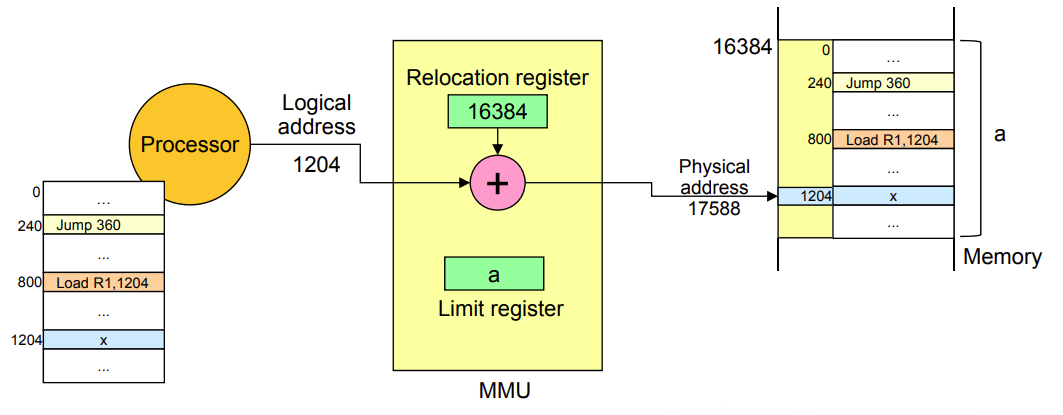 Processor
0
...
240 Jump 360
...
800 Load R1,1204
...
1204 x
...
Logical
address
1204
Relocation register
16384
+
a
Limit register
MMU
Physical
address
17588
16384
0
...
240 Jump 360
...
800 Load R1,1204
...
1204 x
...
a
Memory